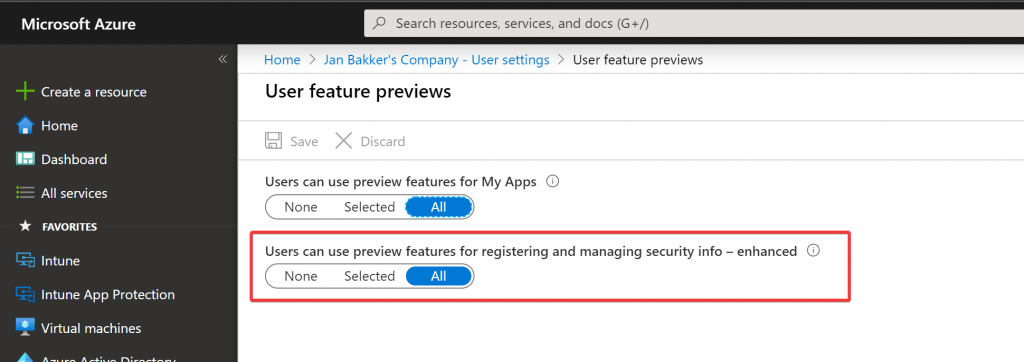 Microsoft Azure
Search resources, services, and docs (G+/)
«
Home > Jan Bakker's Company - User settings > User feature previews
User feature previews
Save Discard
Users can use preview features for My Apps
None Selected All
Users can use preview features for registering and managing security info – enhanced
None Selected All
Create a resource
Home
Dashboard
All services
FAVORITES
Intune
Intune App Protection
Virtual machines
Azure Active Directory